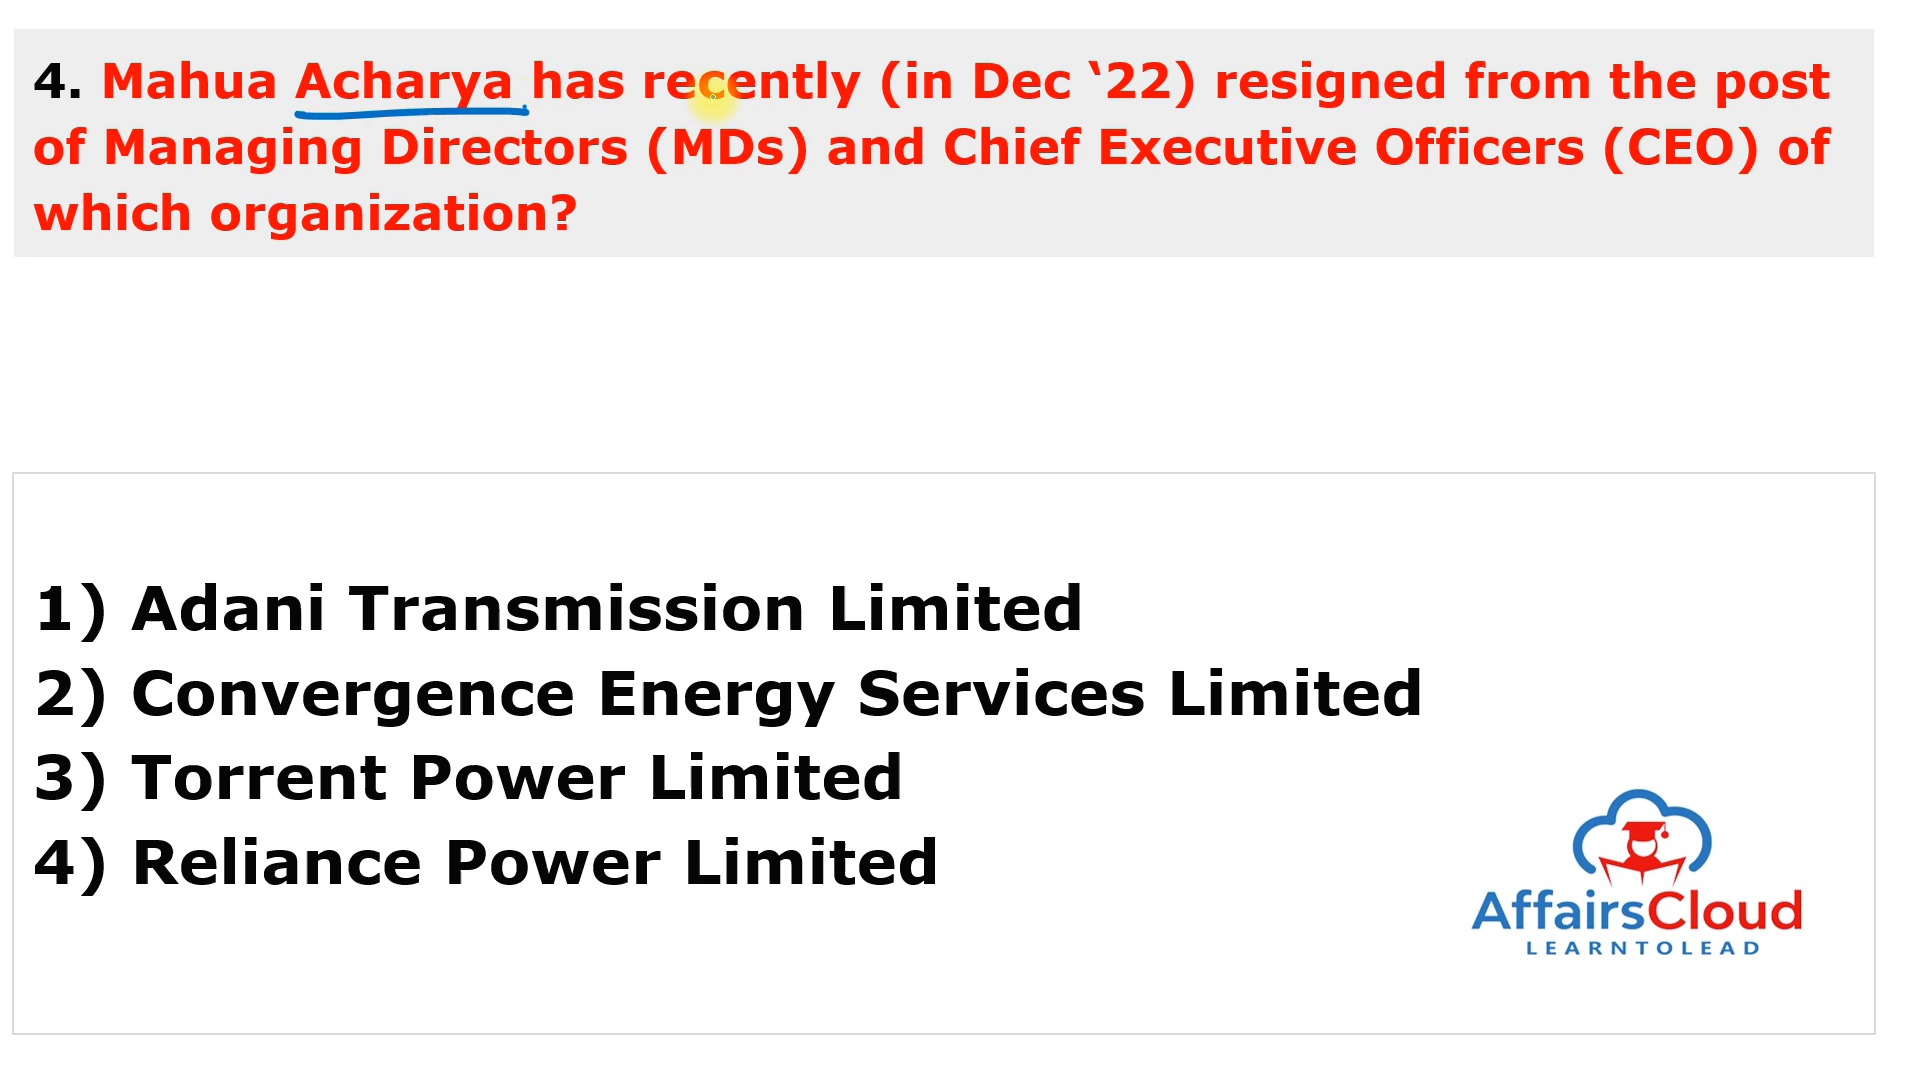 4. Mahua Acharya has recently (in Dec ‘22) resigned from the post
of Managing Directors (MDs) and Chief Executive Officers (CEO) of
which organization?
1) Adani Transmission Limited
2) Convergence Energy Services Limited
3) Torrent Power Limited
4) Reliance Power Limited
AffairsCloud
LEARNTOLEAD